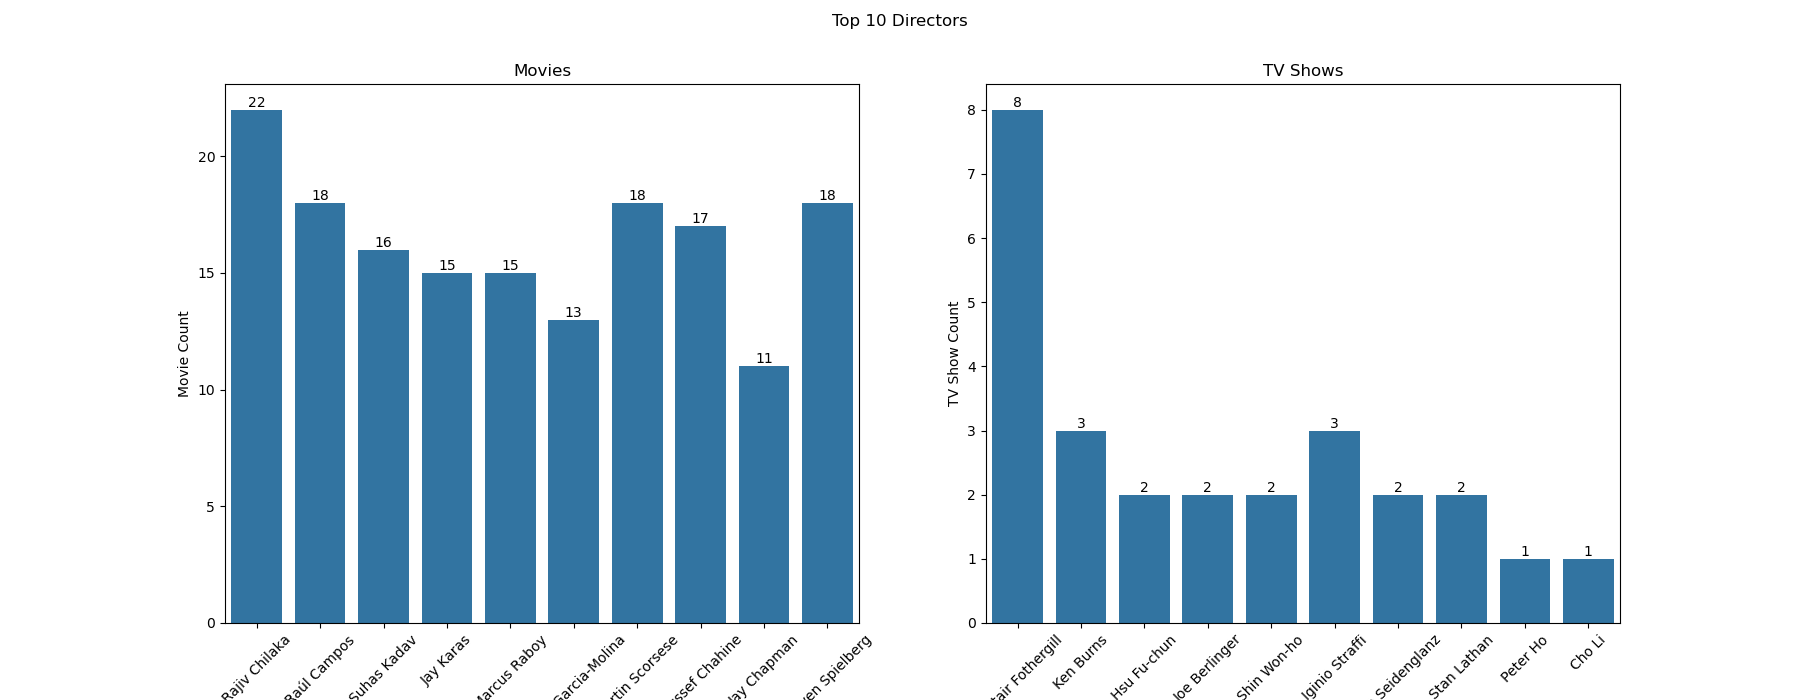 Top 10 Directors
Movies
Movie Count
20
15
10
5
0
22
18
16
15
15
13
18
17
11
18
Rajiv Chilaka
Raúl Campos
Suhas Kadav
Jay Karas
Marcus Raboy
Garcia-Molina
Scorsese
Chahine
Chapman
Spielberg
TV Shows
TV Show Count
8
7
6
5
4
3
2
1
0
8
3
2
2
2
3
2
2
1
1
Fothergill
Ken Burns
Hsu Fu-chun
Joe Berlinger
Shin Won-ho
Iginio Straffi
Seidenglanz
Stan Lathan
Peter Ho
Cho Li